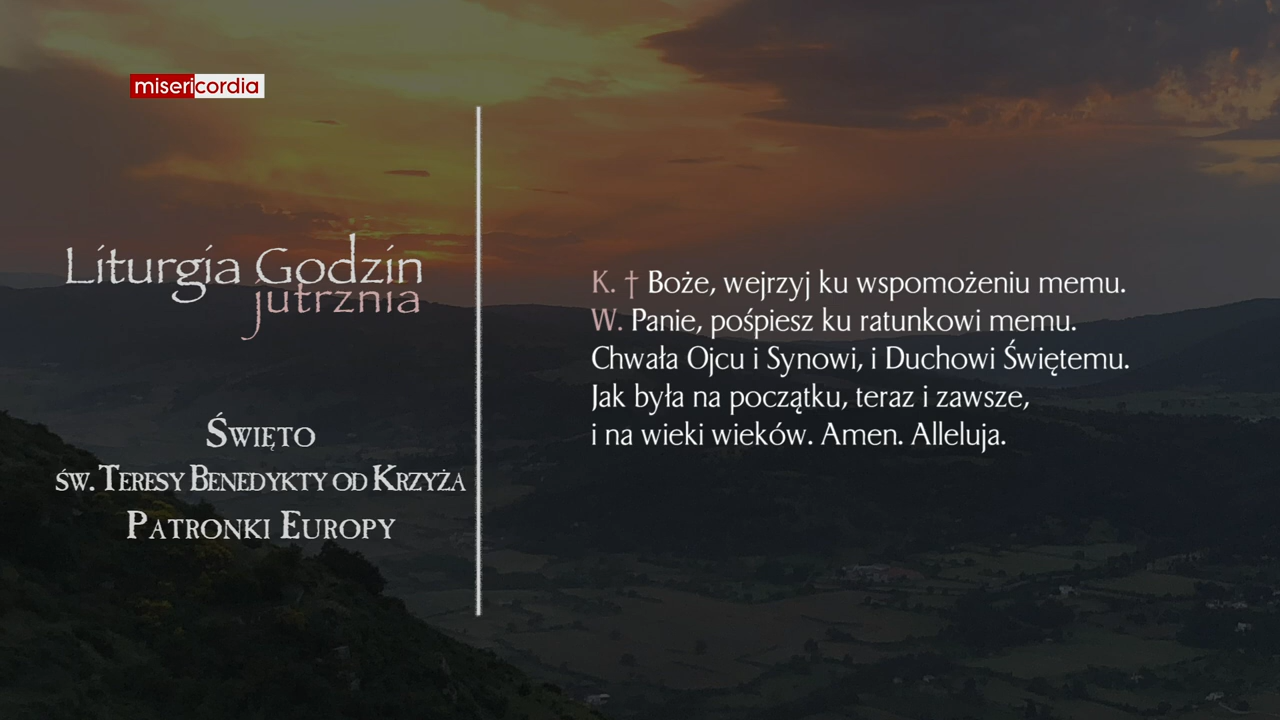 misericordia
Liturgia Godzin
jutrznia
Święto
św. Teresy Benedykty od Krzyża
Patronki Europy
K. † Boże, wejrzyj ku wspomożeniu memu.
W. Panie, pośpiesz ku ratunkowi memu.
Chwała Ojcu i Synowi, i Duchowi Świętemu.
Jak była na początku, teraz i zawsze,
i na wieki wieków. Amen. Alleluja.